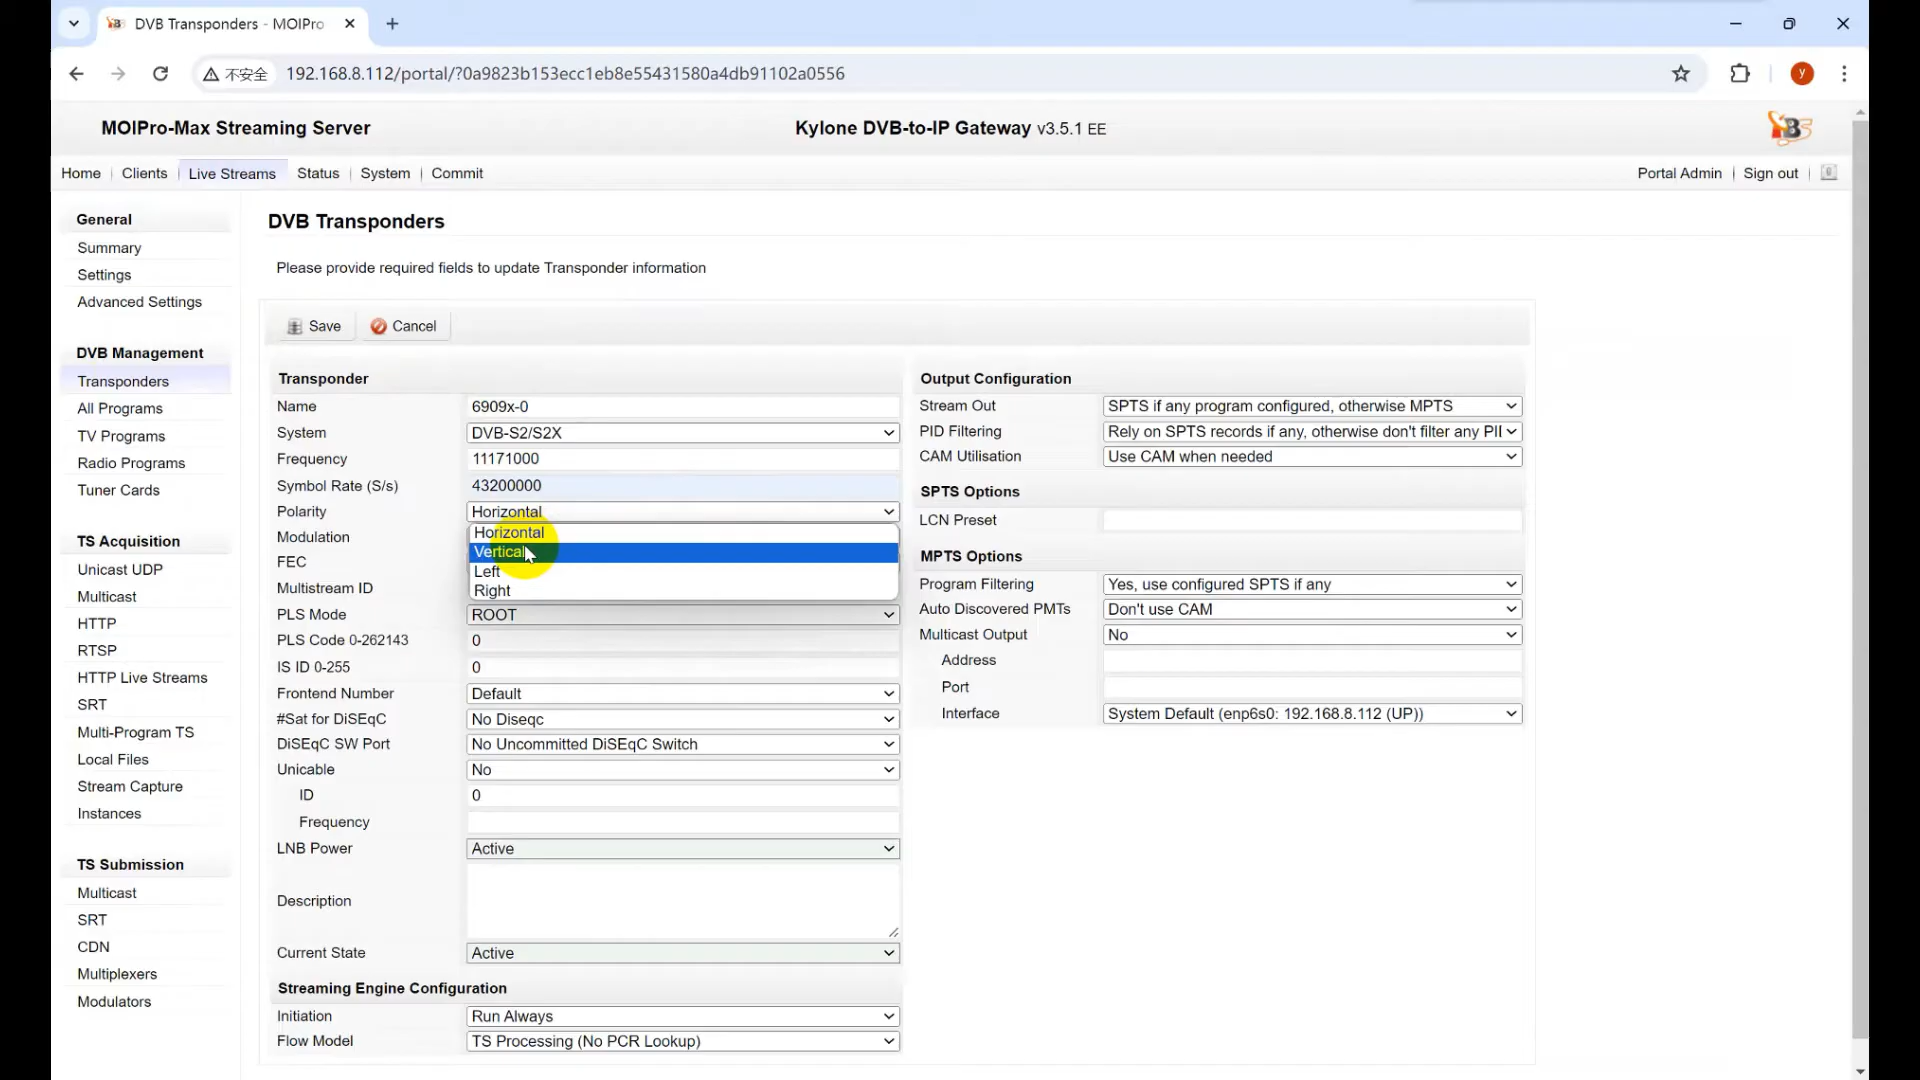 DVB Transponders - MOIPro
不安全
192.168.8.112/portal/?0a9823b153ecc1eb8e55431580a4db91102a0556
y
MOIPro-Max Streaming Server
Kylone DVB-to-IP Gateway v3.5.1 EE
Home
Clients
Live Streams
Status
System
Commit
Portal Admin
Sign out
General
Summary
Settings
Advanced Settings
DVB Management
Transponders
All Programs
TV Programs
Radio Programs
Tuner Cards
TS Acquisition
Unicast UDP
Multicast
HTTP
RTSP
HTTP Live Streams
SRT
Multi-Program TS
Local Files
Stream Capture
Instances
TS Submission
Multicast
SRT
CDN
Multiplexers
Modulators
DVB Transponders
Please provide required fields to update Transponder information
Save
Cancel
Transponder
Name 6909x-0
System DVB-S2/S2X
Frequency 11171000
Symbol Rate (S/s) 43200000
Polarity Horizontal
Horizontal
Vertical
Left
Right
Modulation
FEC
Multistream ID
PLS Mode ROOT
PLS Code 0-262143 0
IS ID 0-255 0
Frontend Number Default
#Sat for DiSEqC No Diseqc
DiSEqC SW Port No Uncommitted DiSEqC Switch
Unicable No
ID 0
Frequency
LNB Power Active
Description
Current State Active
Streaming Engine Configuration
Initiation Run Always
Flow Model TS Processing (No PCR Lookup)
Output Configuration
Stream Out SPTS if any program configured, otherwise MPTS
PID Filtering Rely on SPTS records if any, otherwise don't filter any PI
CAM Utilisation Use CAM when needed
SPTS Options
LCN Preset
MPTS Options
Program Filtering Yes, use configured SPTS if any
Auto Discovered PMTs Don't use CAM
Multicast Output No
Address
Port
Interface System Default (enp6s0: 192.168.8.112 (UP))